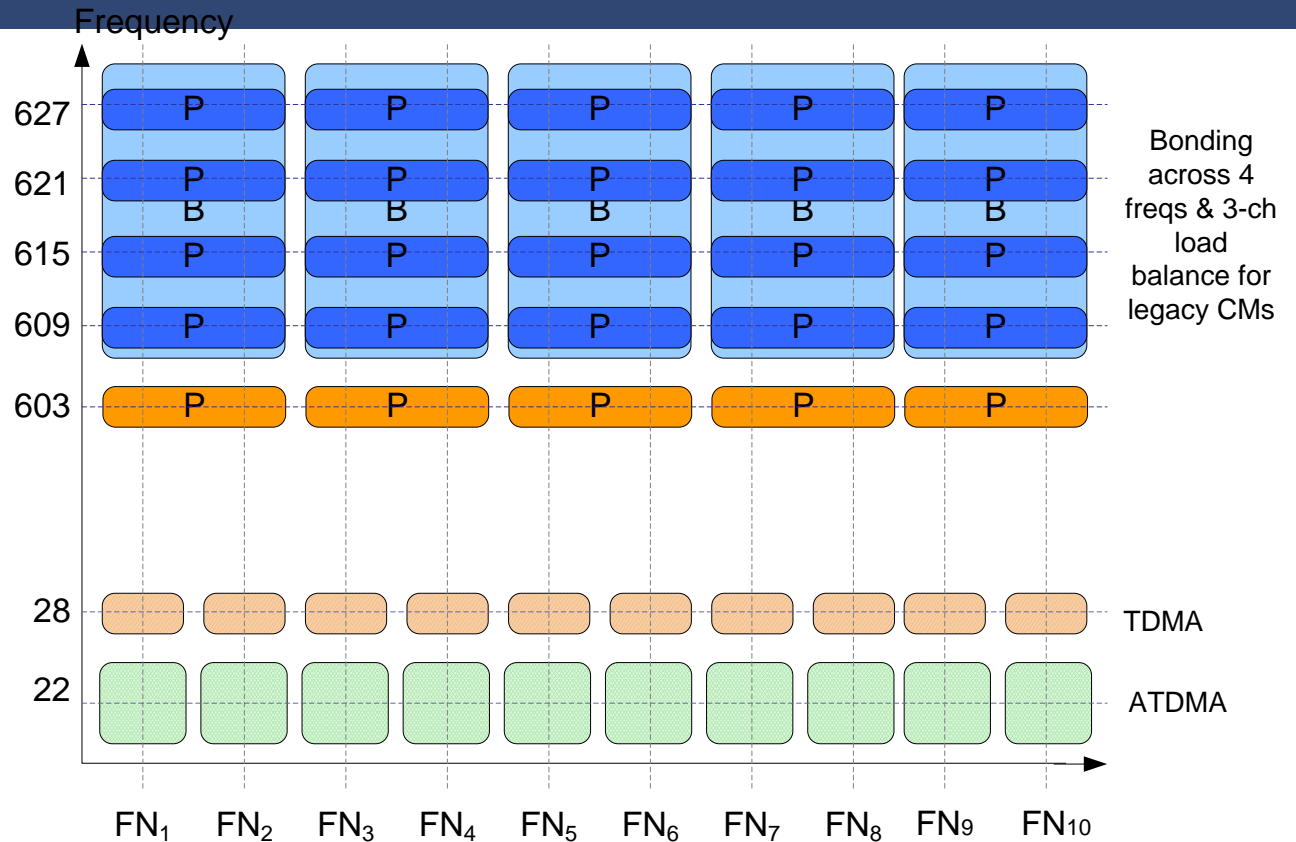 Frequency
627
P P P P P
621
P P P P P
B B B B B
615
P P P P P
609
P P P P P
603
P P P P P
Bonding
across 4
freqs & 3-ch
load
balance for
legacy CMs
28
TDMA
22
ATDMA
FN1 FN2 FN3 FN4 FN5 FN6 FN7 FN8 FN9 FN10